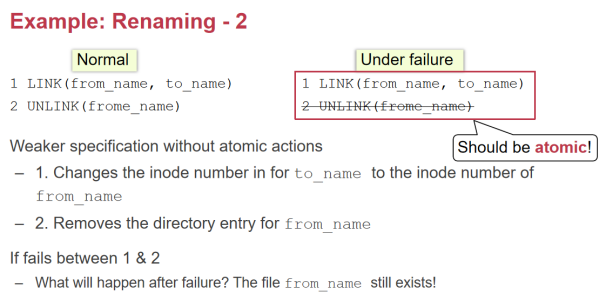 Example: Renaming - 2
Normal
Under failure
1 LINK(from_name, to_name)
2 UNLINK(frome_name)
1 LINK(from_name, to_name)
2 UNLINK(frome_name)
Should be atomic!
Weaker specification without atomic actions
– 1. Changes the inode number in for to_name to the inode number of
from_name
– 2. Removes the directory entry for from_name
If fails between 1 & 2
– What will happen after failure? The file from_name still exists!